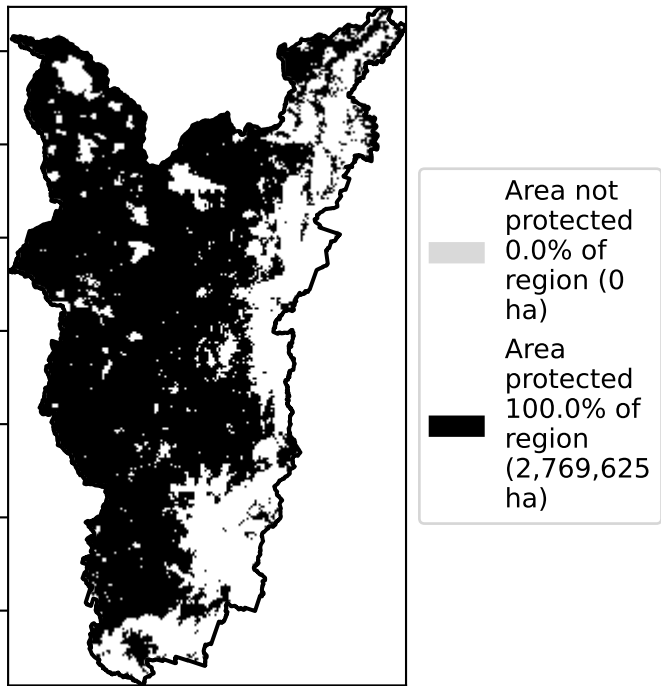 Area not
protected
0.0% of
region (0
ha)
Area
protected
100.0% of
region
(2,769,625
ha)